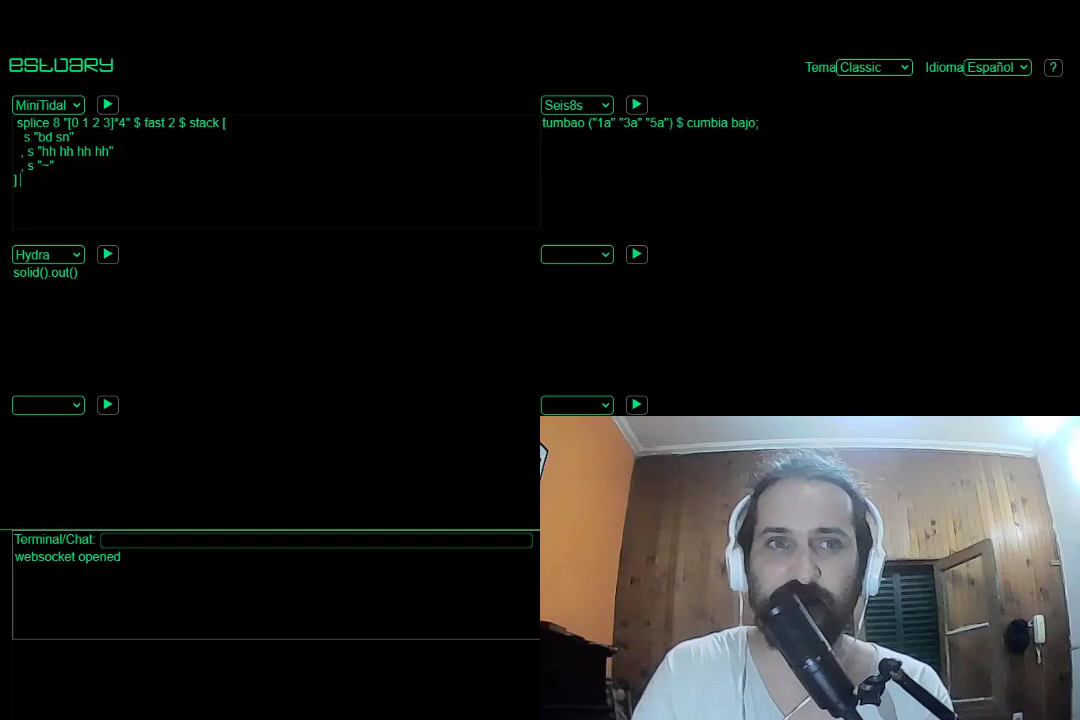 estuary
Tema Classic Idioma Español ?
MiniTidal
splice 8 "[0 1 2 3]*4" $ fast 2 $ stack [
s "bd sn"
, s "hh hh hh hh"
, s "~"
]
Seis8s
tumbao ("1a" "3a" "5a") $ cumbia bajo;
Hydra
solid().out()
Terminal/Chat:
websocket opened